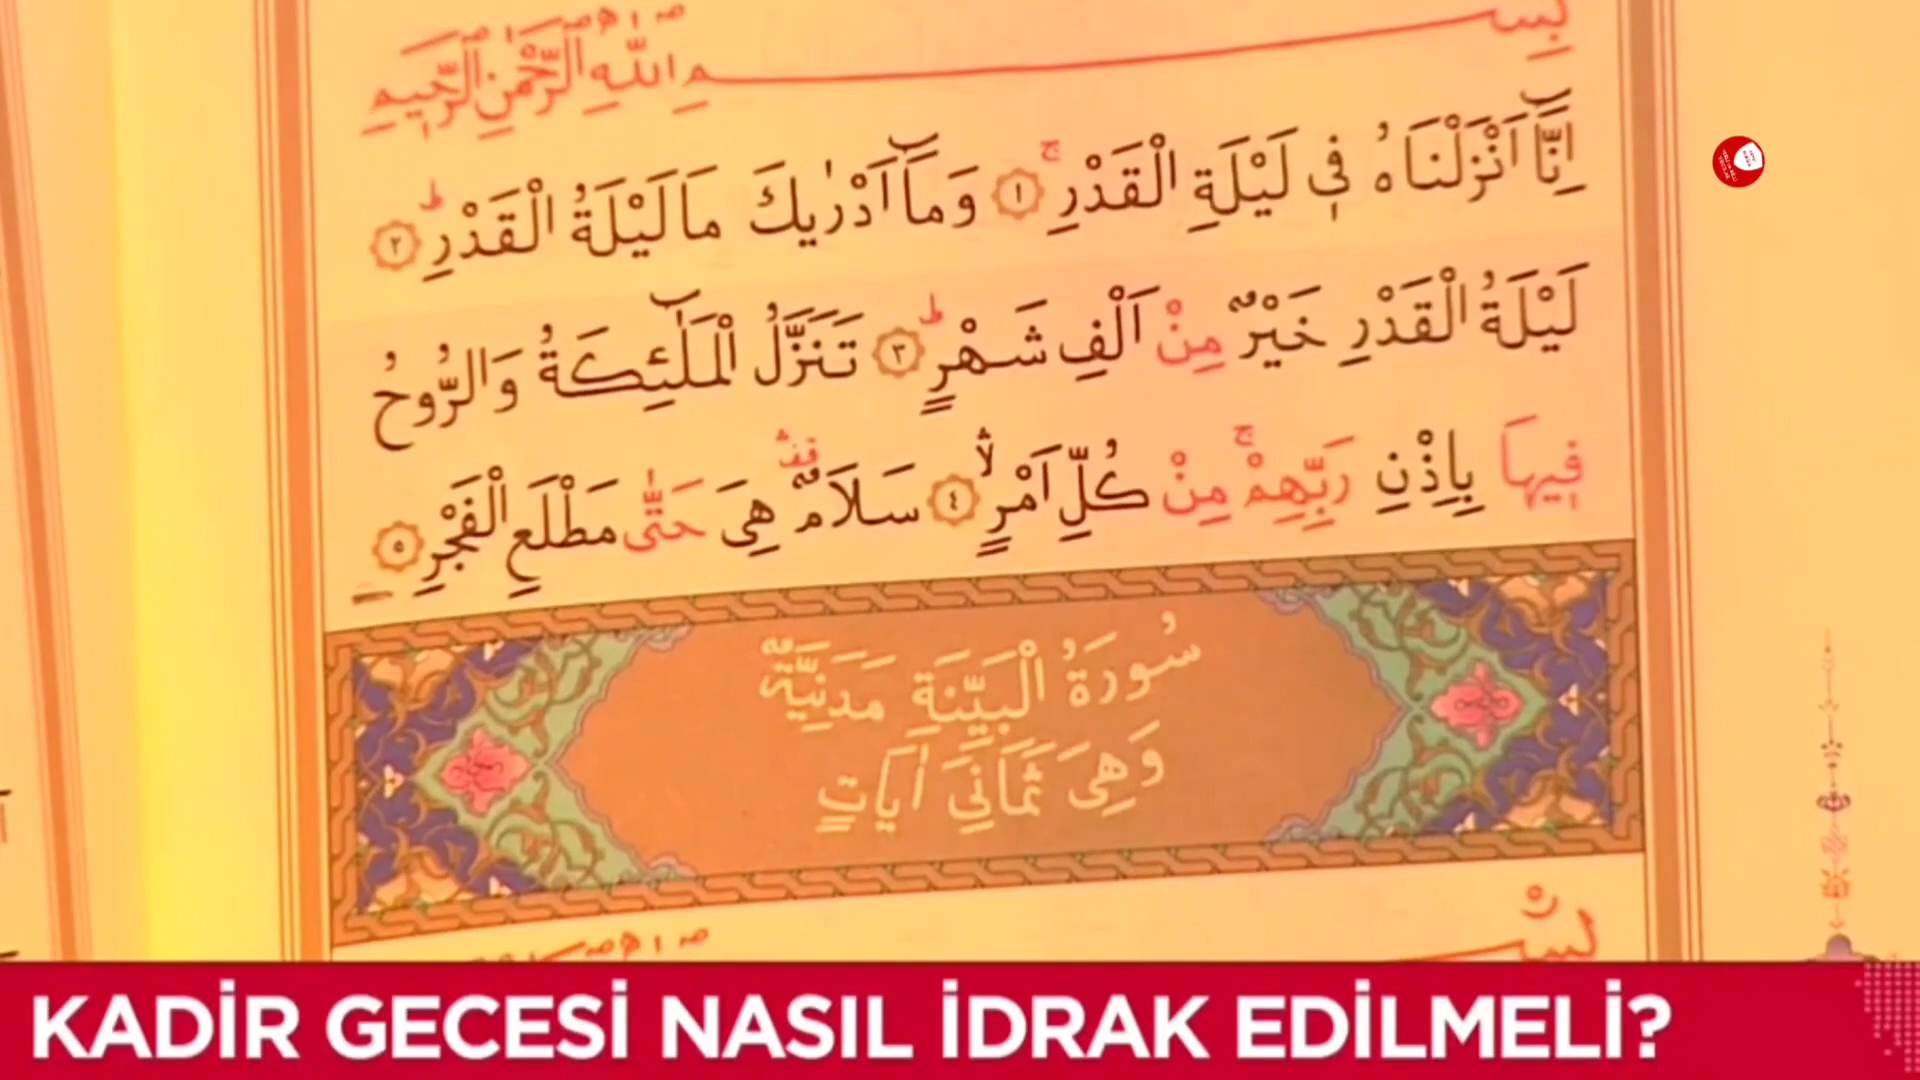 بِسْمِ اللّٰهِ الرَّحْمٰنِ الرَّحٖيمِ
اِنَّٓا اَنْزَلْنَاهُ فٖى لَيْلَةِ الْقَدْرِۚ ﴿١﴾ وَمَٓا اَدْرٰيكَ مَا لَيْلَةُ الْقَدْرِؕ ﴿٢﴾
لَيْلَةُ الْقَدْرِ خَيْرٌ مِنْ اَلْفِ شَهْرٍؕ ﴿٣﴾ تَنَزَّلُ الْمَلٰٓئِكَةُ وَالرُّوحُ
فٖيهَا بِاِذْنِ رَبِّهِمْۚ مِنْ كُلِّ اَمْرٍۙ ﴿٤﴾ سَلَامٌ۠ هِىَ حَتّٰى مَطْلَعِ الْفَجْرِ ﴿٥﴾
سُورَةُ الْبَيِّنَةِ مَدَنِيَّةٌ
وَهِىَ ثَمَانِىَ اٰيَاتٍ
KADİR GECESİ NASIL İDRAK EDİLMELİ?